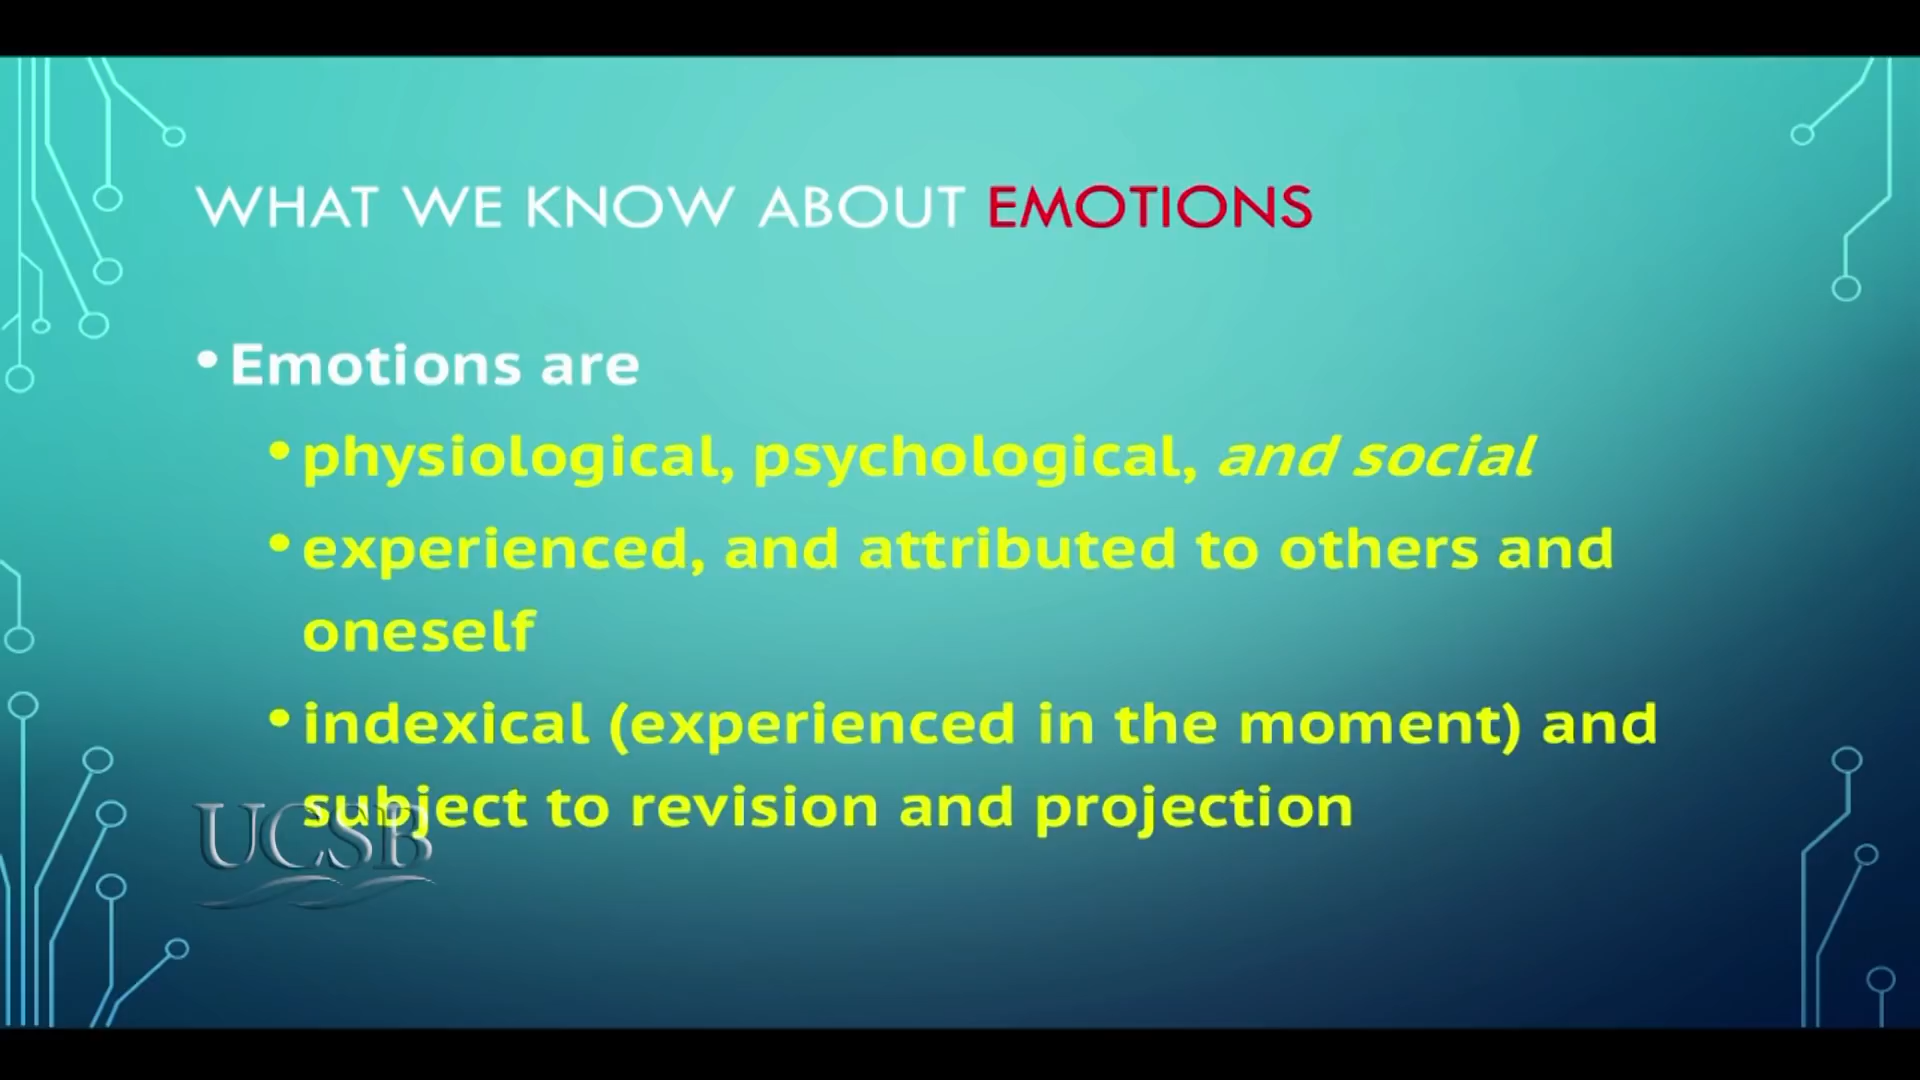 WHAT WE KNOW ABOUT EMOTIONS
• Emotions are
• physiological, psychological, and social
• experienced, and attributed to others and
oneself
• indexical (experienced in the moment) and
subject to revision and projection
UCSB